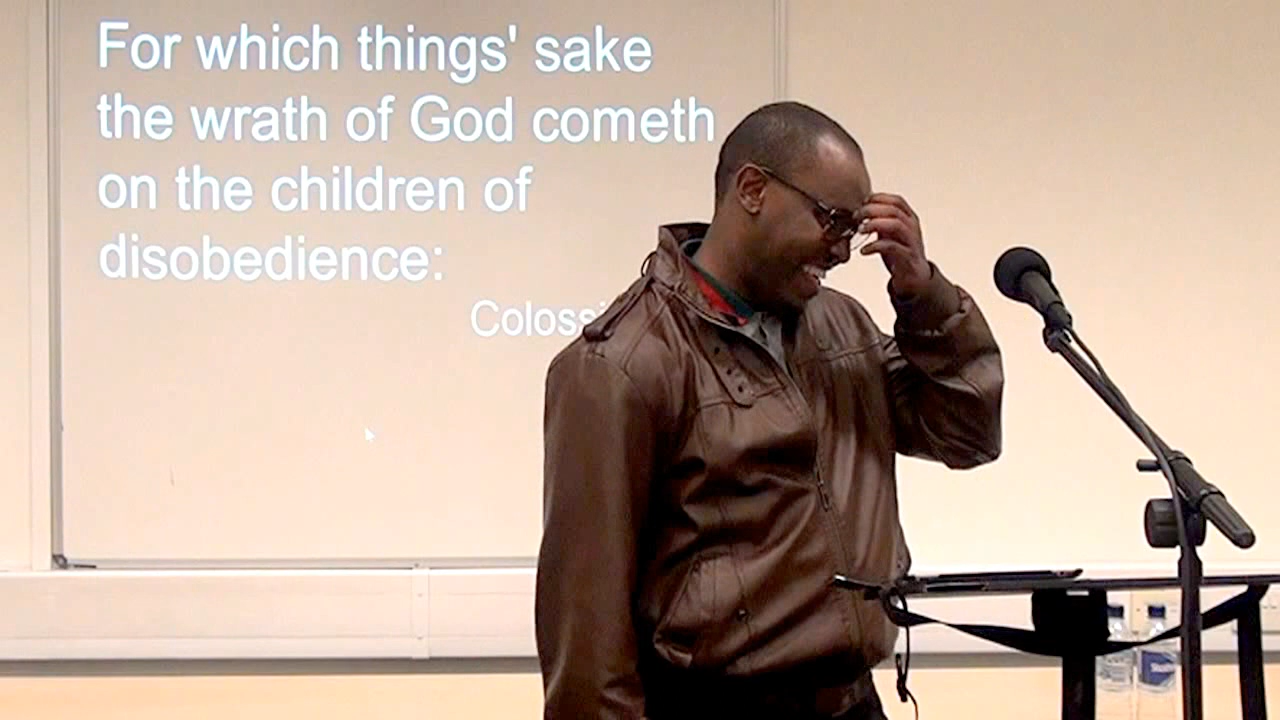 For which things' sake
the wrath of God cometh
on the children of
disobedience: